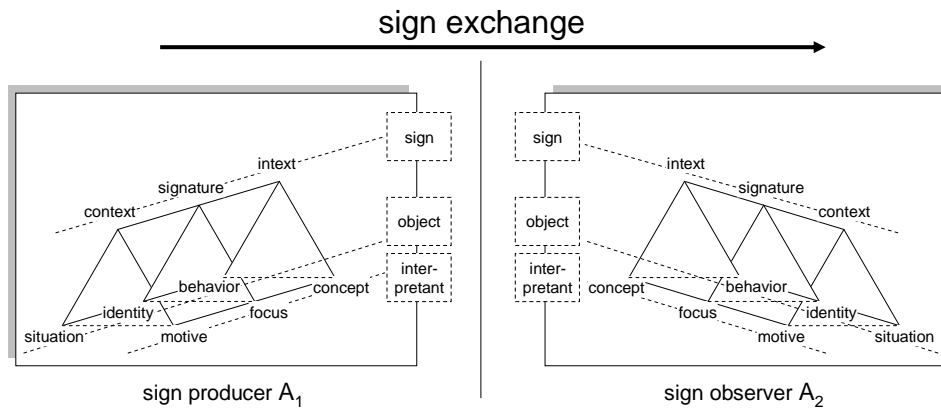 sign exchange
sign
intext
signature
context
object
inter-
pretant
behavior
concept
identity
focus
situation
motive
sign producer A1
sign
intext
signature
context
object
inter-
pretant
concept
behavior
focus
identity
motive
situation
sign observer A2